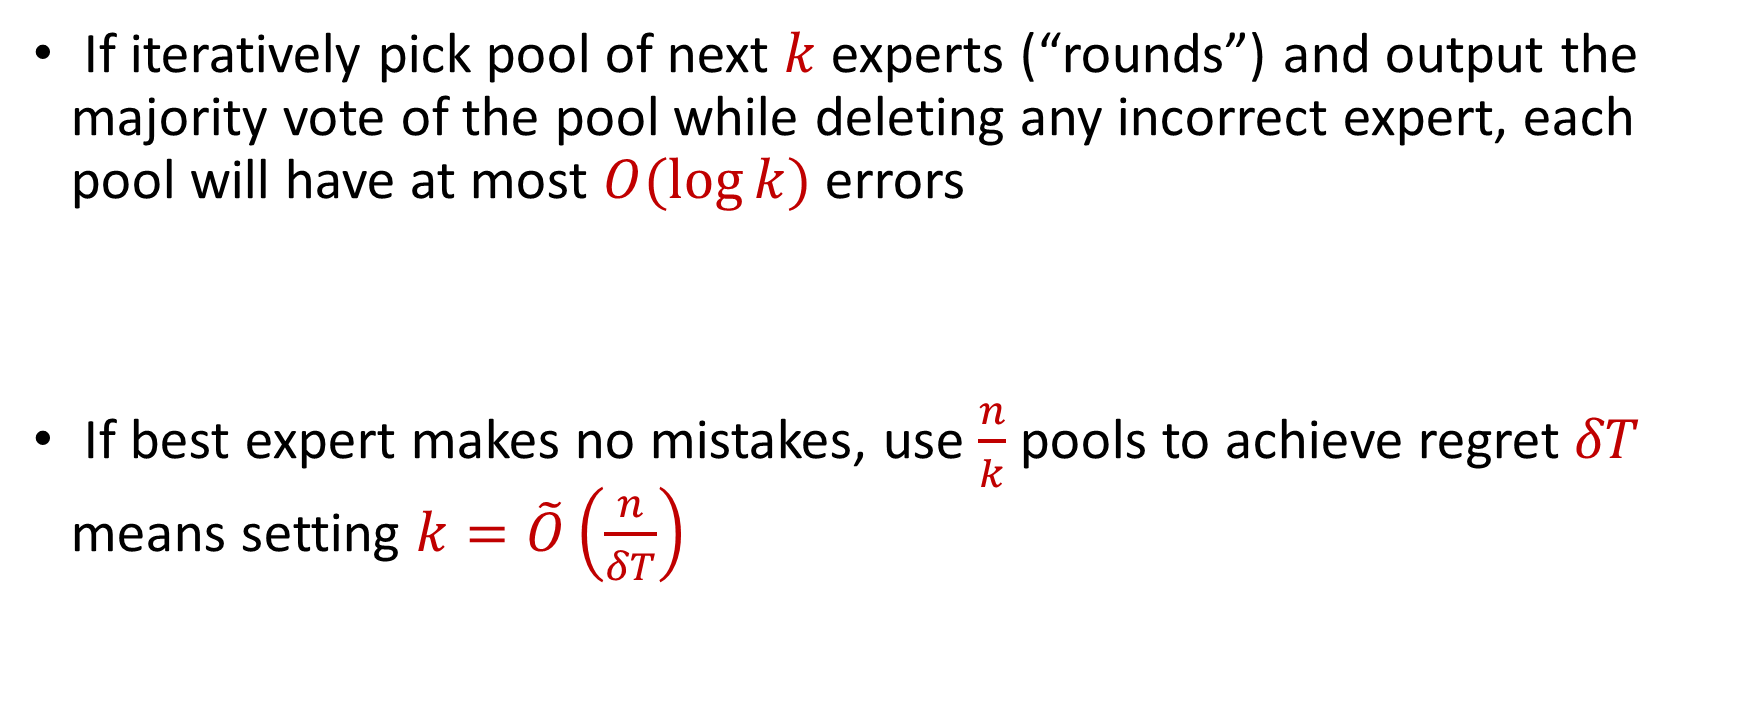 • If iteratively pick pool of next k experts (“rounds”) and output the
majority vote of the pool while deleting any incorrect expert, each
pool will have at most O(log k) errors
• If best expert makes no mistakes, use n/k pools to achieve regret δT
means setting k = Õ(n/δT)